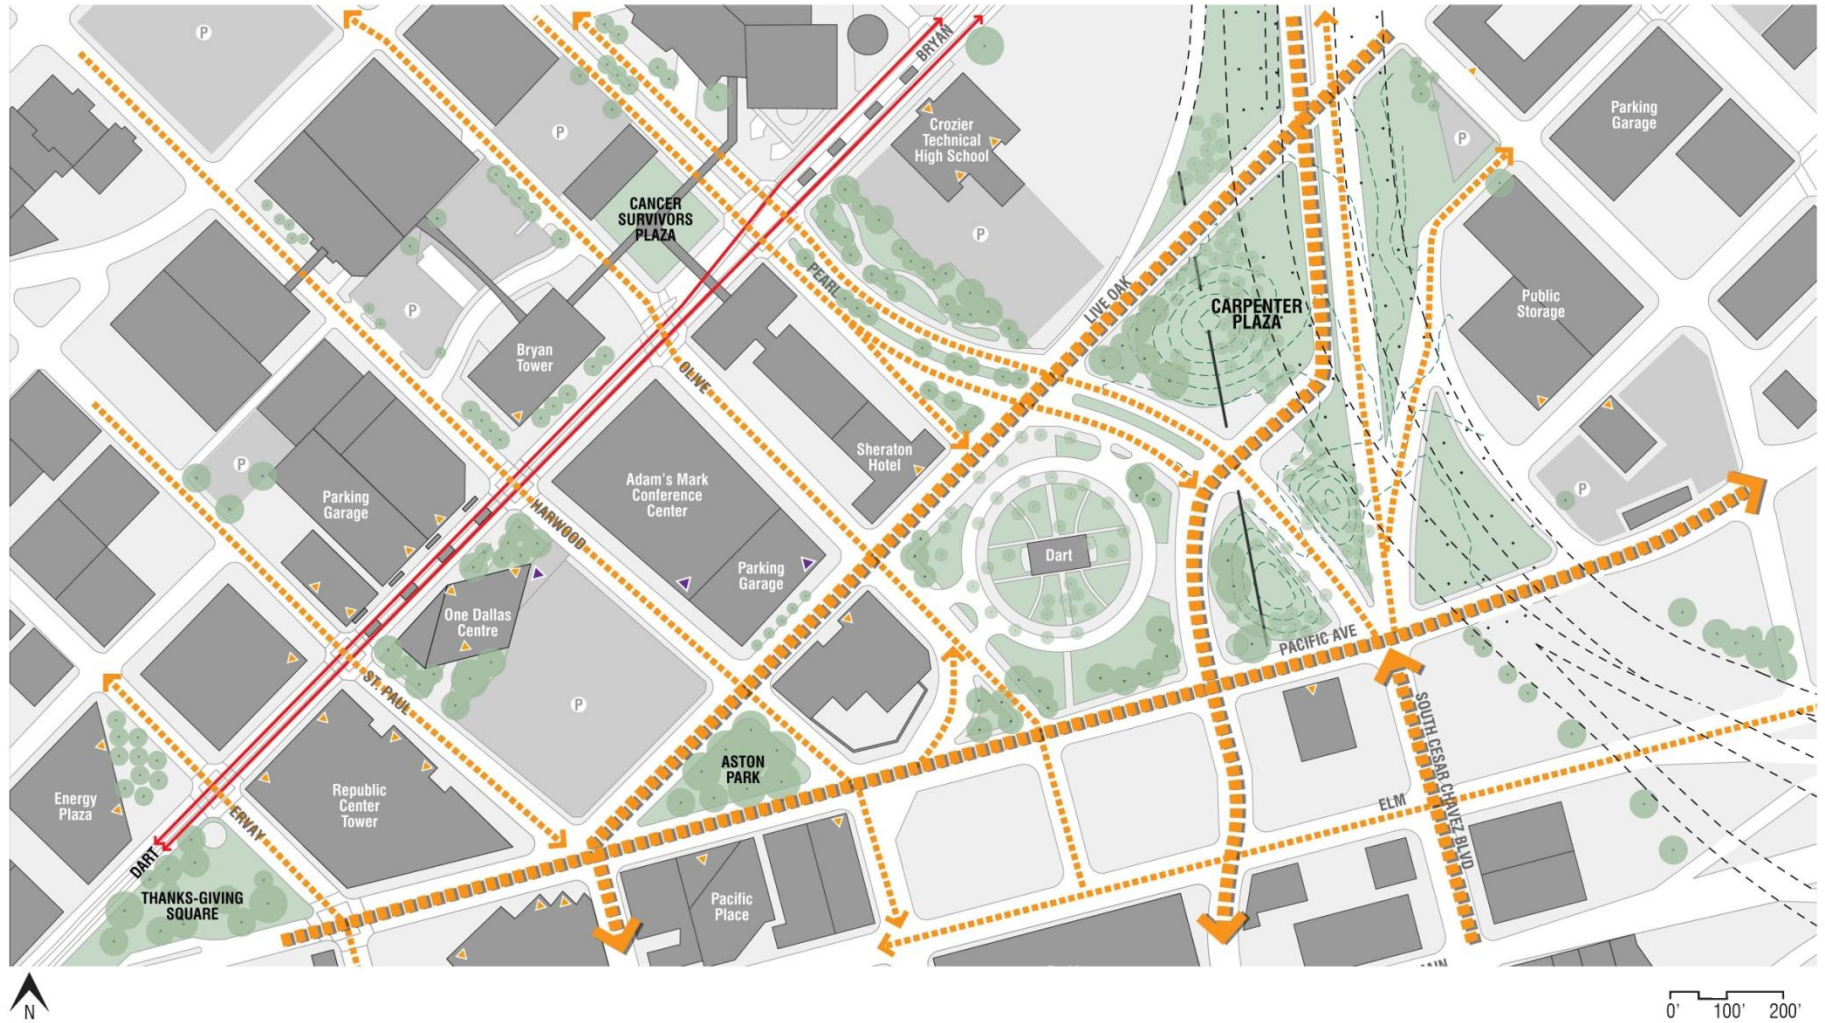 P
BRYAN
Parking
Garage
Crozier
Technical
High School
P
P
CANCER
SURVIVORS
PLAZA
P
PEARL
LIVE OAK
CARPENTER
PLAZA
Public
Storage
P
Bryan
Tower
OLIVE
Sheraton
Hotel
Adam's Mark
Conference
Center
P
Parking
Garage
HARWOOD
P
Dart
Parking
Garage
One Dallas
Centre
PACIFIC AVE
ST. PAUL
P
SOUTH CESAR CHAVEZ BLVD
ASTON
PARK
Republic
Center
Tower
Energy
Plaza
ERVAY
ELM
DART
THANKS-GIVING
SQUARE
Pacific
Place
N
0' 100' 200'